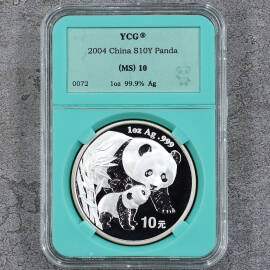 YCG®
2004 China S10Y Panda
(MS) 10
0072
1oz 99.9% Ag
1oz Ag .999
10元